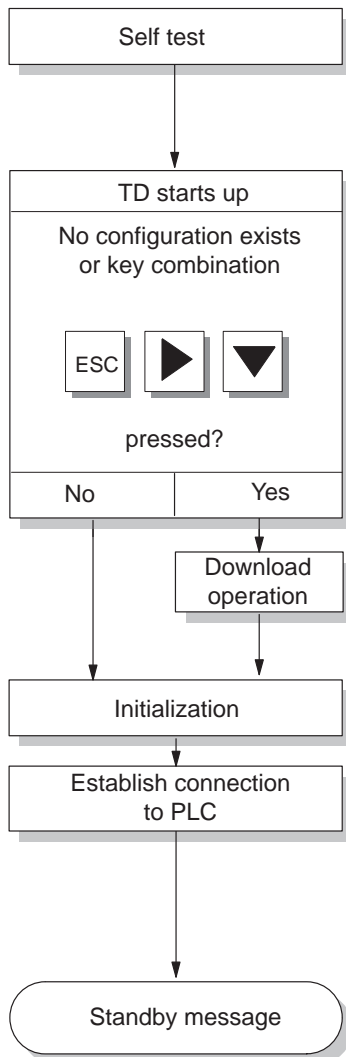 Self test
TD starts up
No configuration exists
or key combination
ESC
pressed?
No
Yes
Download
operation
Initialization
Establish connection
to PLC
Standby message